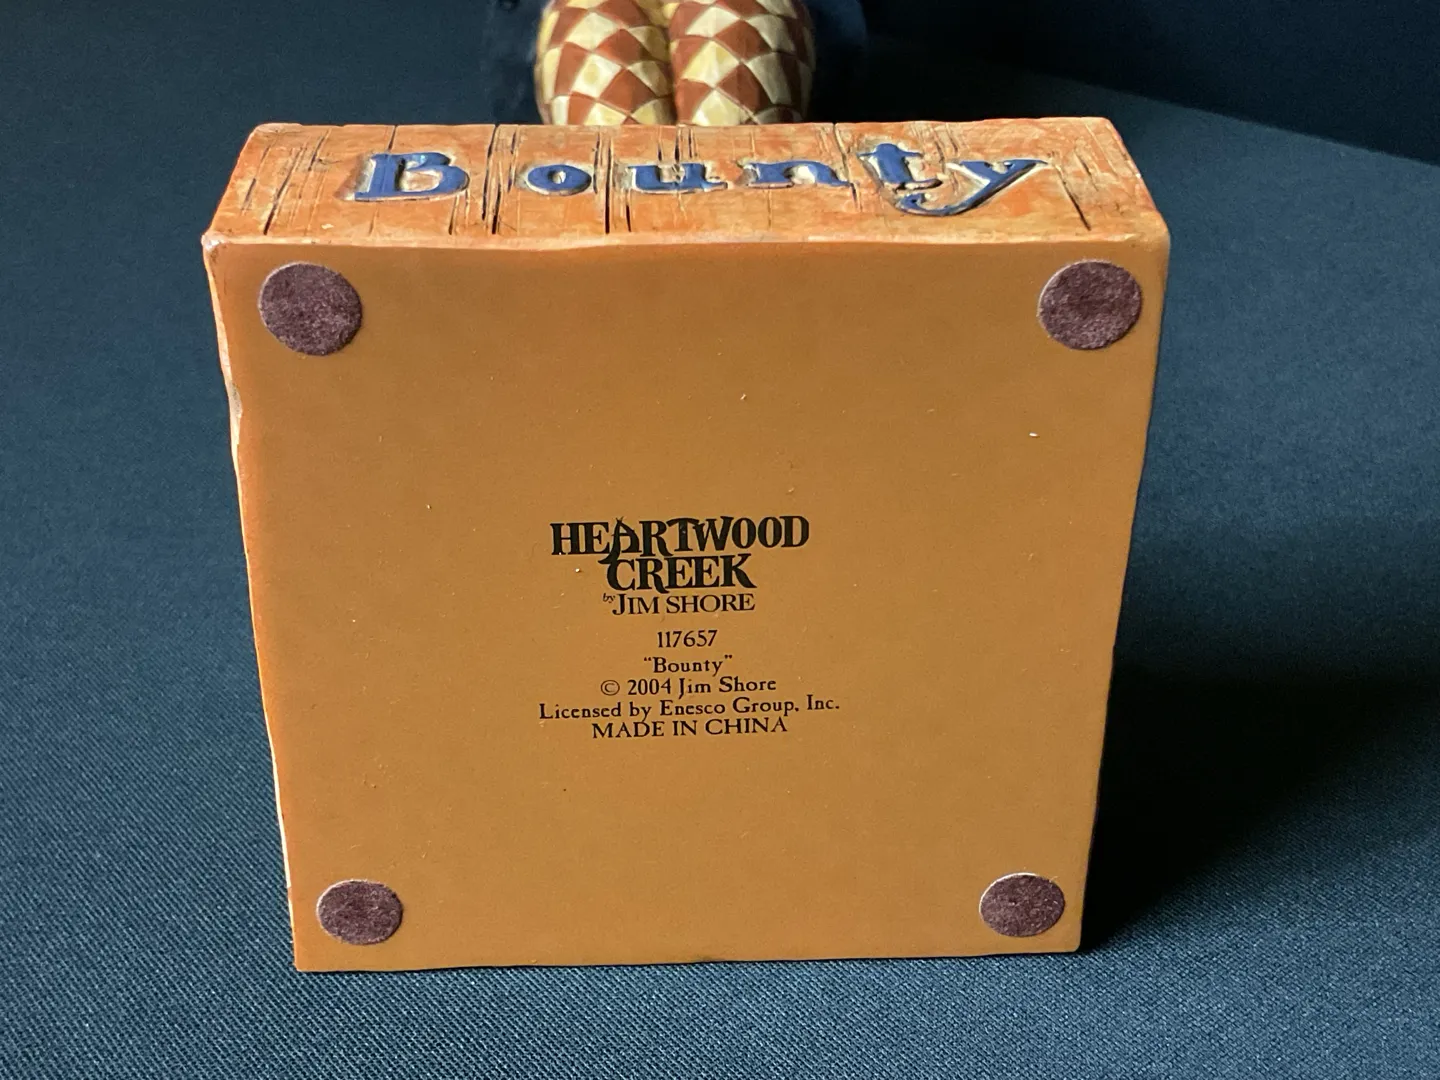 Bounty
HEARTWOOD
CREEK
by JIM SHORE
117657
"Bounty"
© 2004 Jim Shore
Licensed by Enesco Group, Inc.
MADE IN CHINA